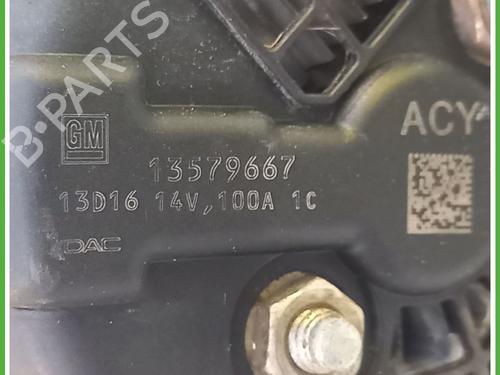 B-PARTS
GM
ACY
13579667
13D16 14V,100A 1C
DAC